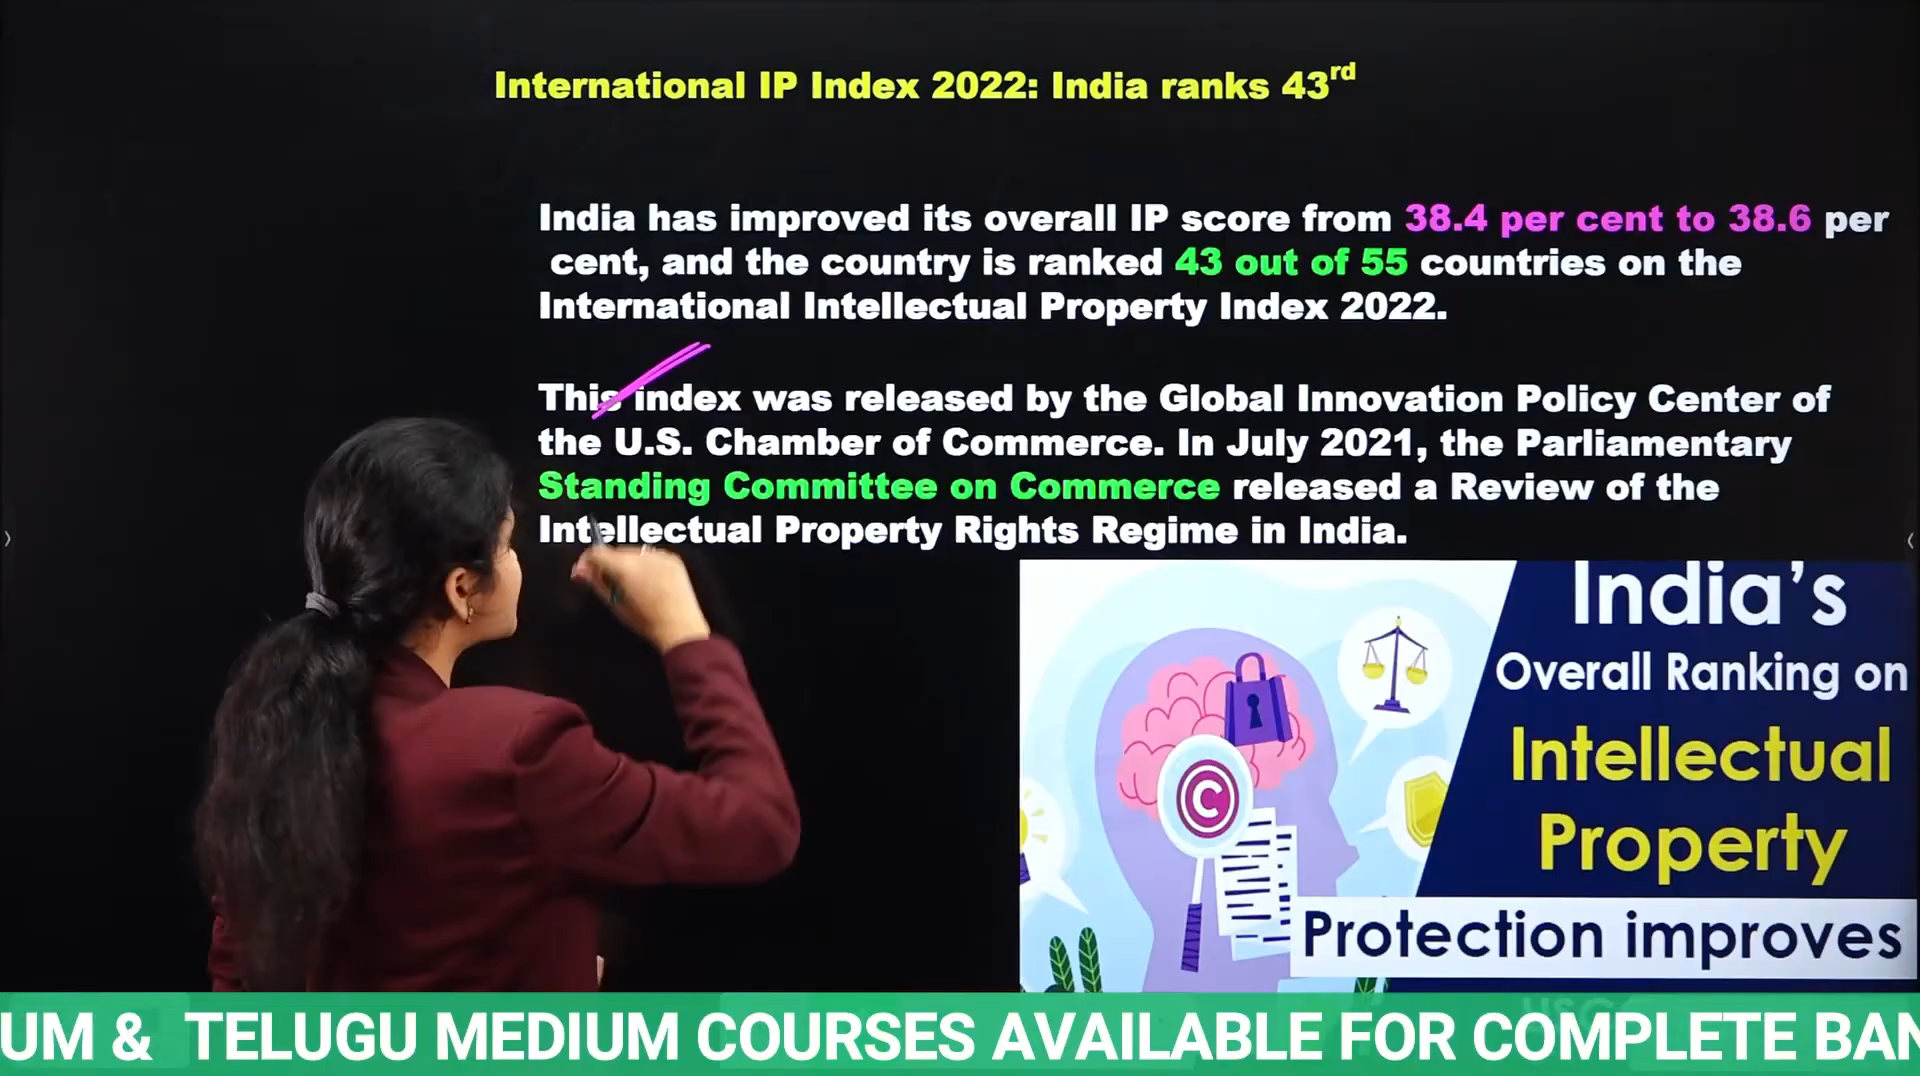 International IP Index 2022: India ranks 43rd
India has improved its overall IP score from 38.4 per cent to 38.6 per
cent, and the country is ranked 43 out of 55 countries on the
International Intellectual Property Index 2022.
This index was released by the Global Innovation Policy Center of
the U.S. Chamber of Commerce. In July 2021, the Parliamentary
Standing Committee on Commerce released a Review of the
Intellectual Property Rights Regime in India.
India's
Overall Ranking on
Intellectual
Property
Protection improves
C
UM & TELUGU MEDIUM COURSES AVAILABLE FOR COMPLETE BAN